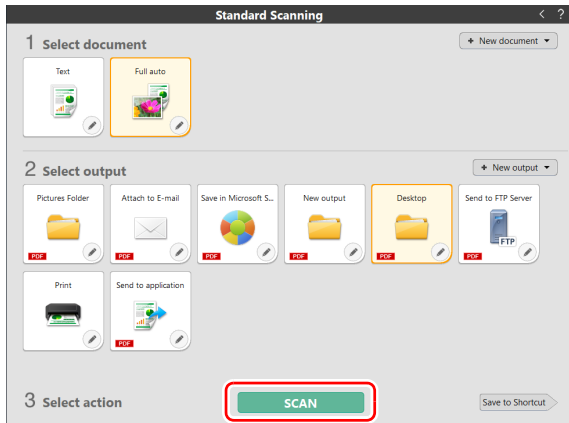 Standard Scanning < ?
1 Select document + New document
Text Full auto
2 Select output + New output
Pictures Folder Attach to E-mail Save in Microsoft S... New output Desktop Send to FTP Server
PDF PDF PDF PDF PDF FTP PDF
Print Send to application
PDF
3 Select action SCAN Save to Shortcut